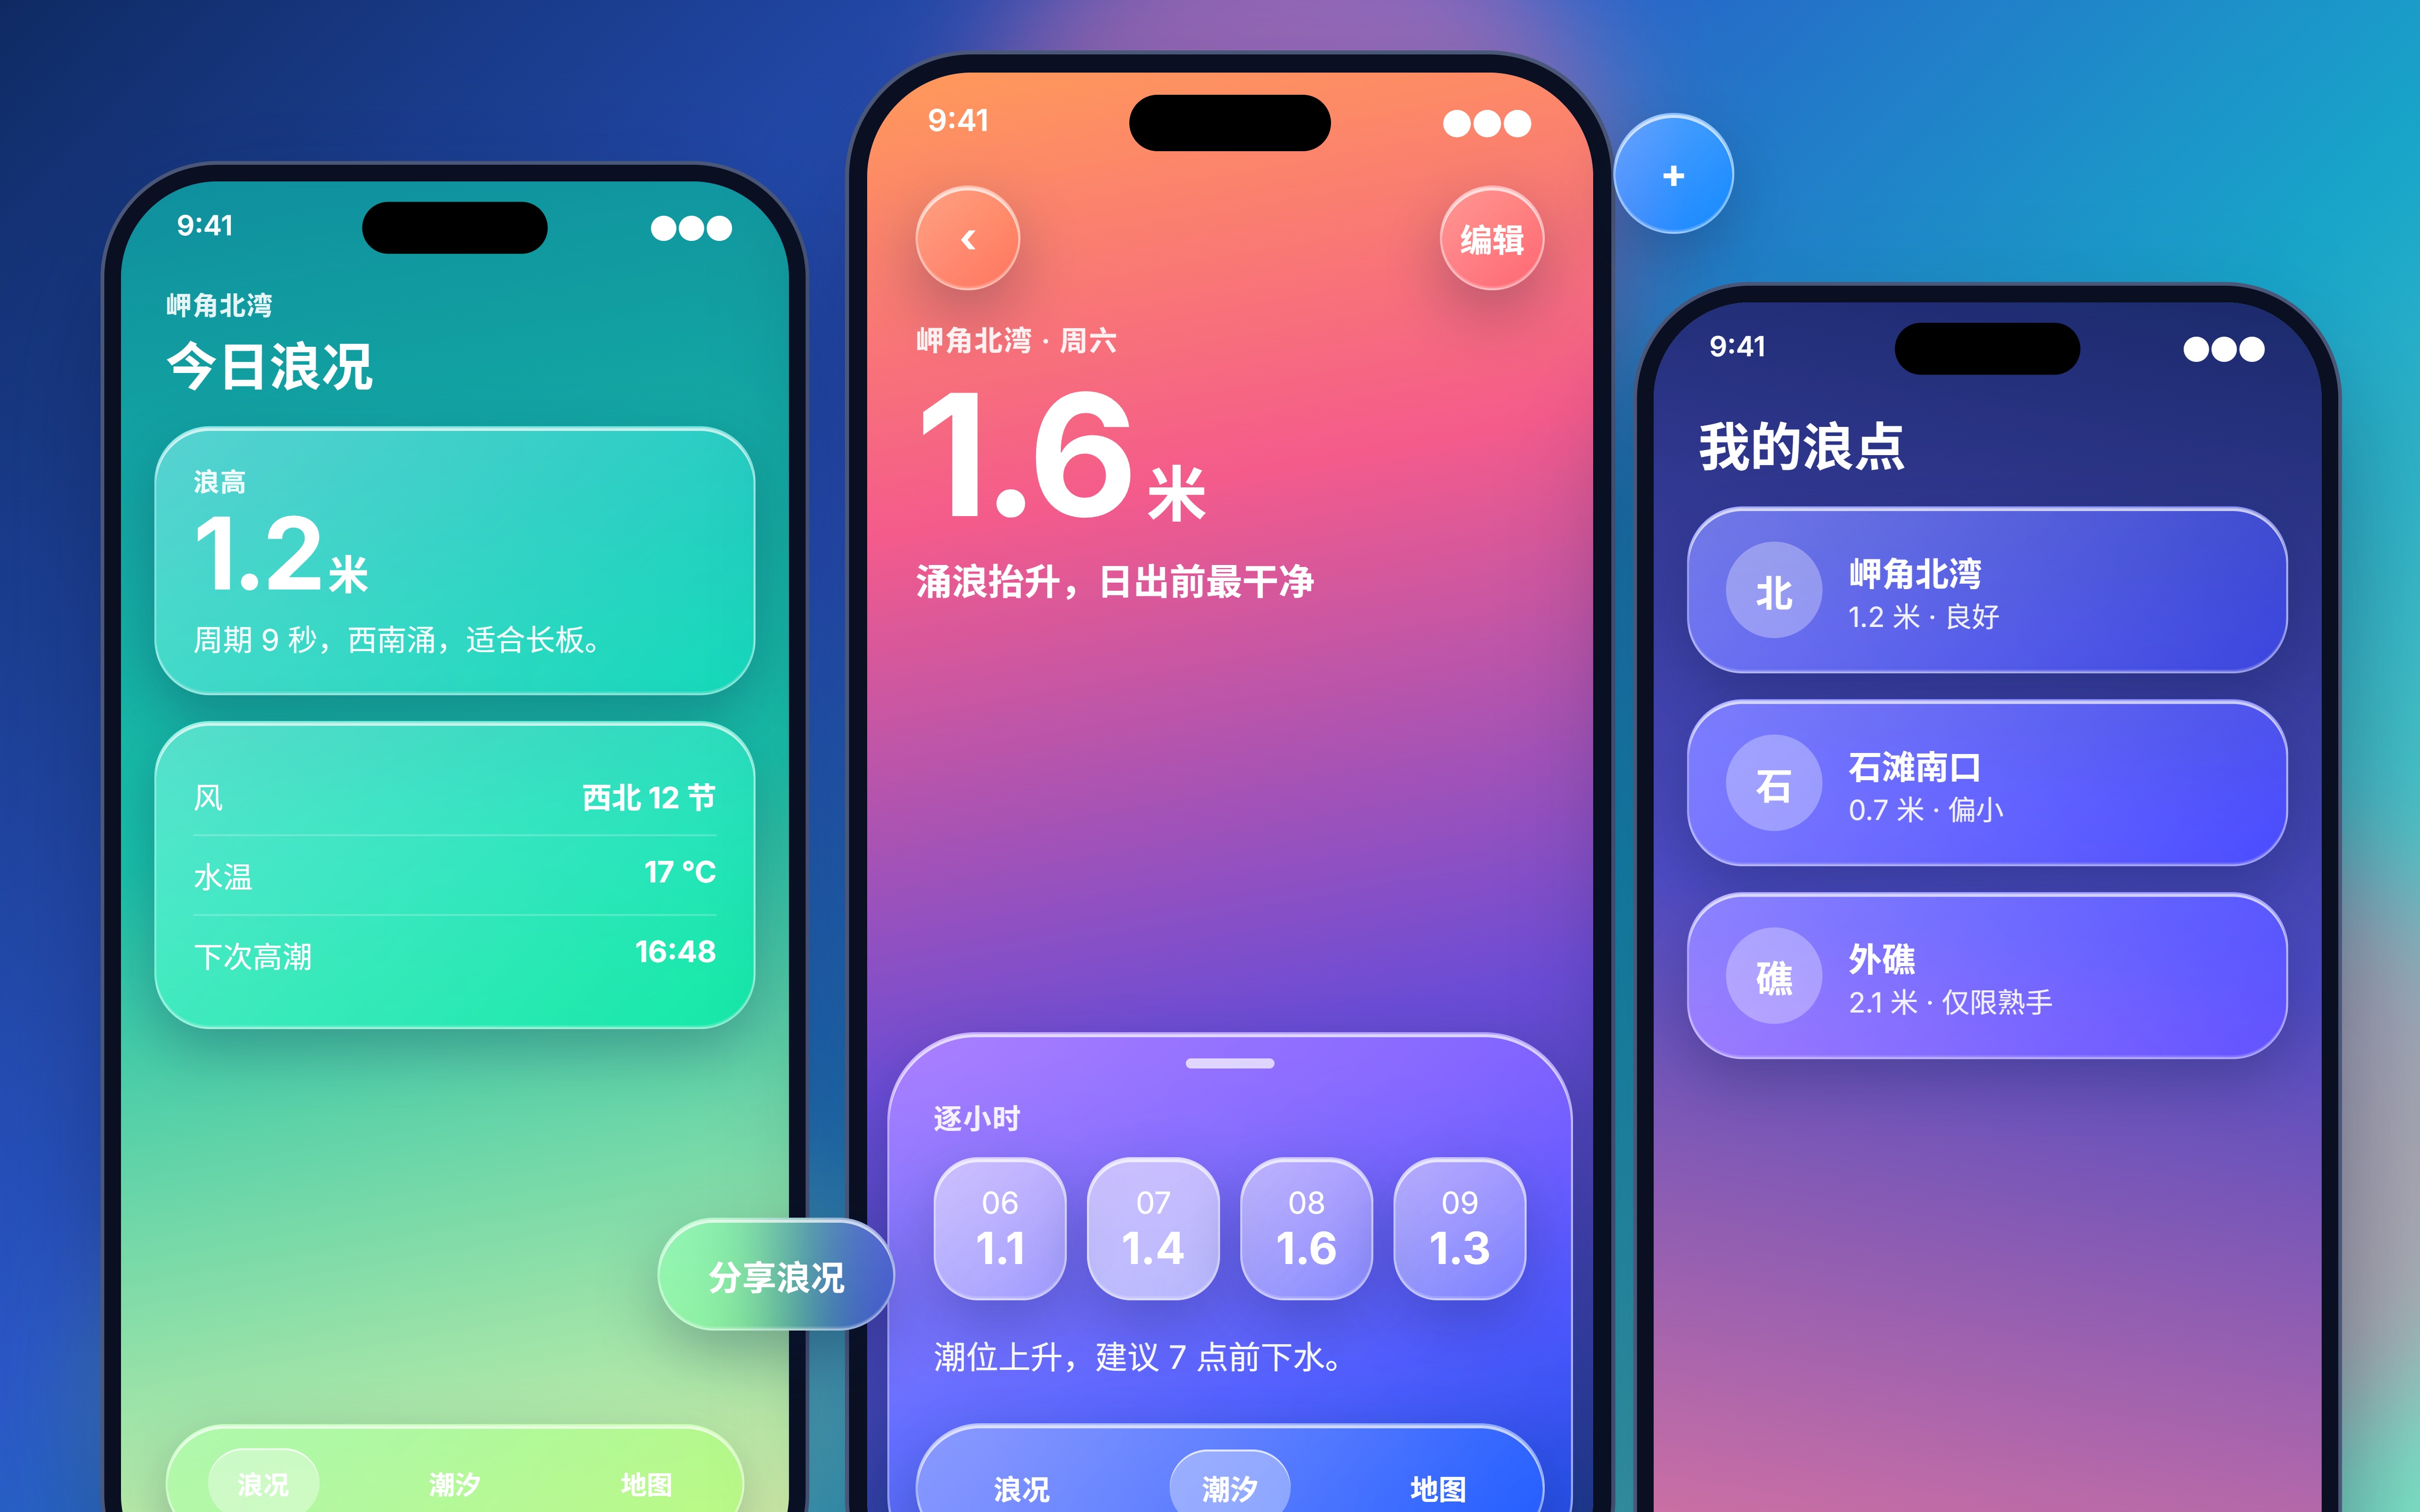 9:41
岬角北湾
今日浪况
浪高
1.2 米
周期 9 秒，西南涌，适合长板。
风 西北 12 节
水温 17 °C
下次高潮 16:48
分享浪况
浪况 潮汐 地图
9:41
‹ 编辑
岬角北湾 · 周六
1.6 米
涌浪抬升，日出前最干净
逐小时
06 07 08 09
1.1 1.4 1.6 1.3
潮位上升，建议 7 点前下水。
浪况 潮汐 地图
+
9:41
我的浪点
北
岬角北湾
1.2 米 · 良好
石
石滩南口
0.7 米 · 偏小
礁
外礁
2.1 米 · 仅限熟手